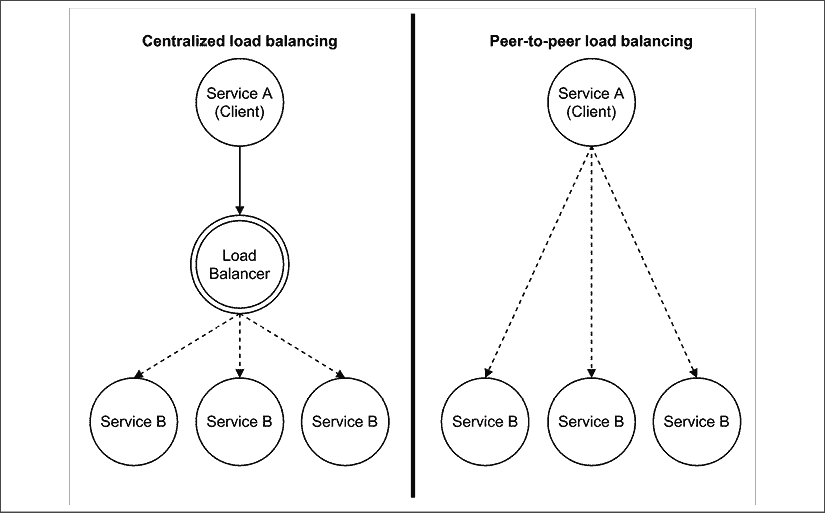 Centralized load balancing
Service A
(Client)
Load
Balancer
Service B
Service B
Service B
Peer-to-peer load balancing
Service A
(Client)
Service B
Service B
Service B